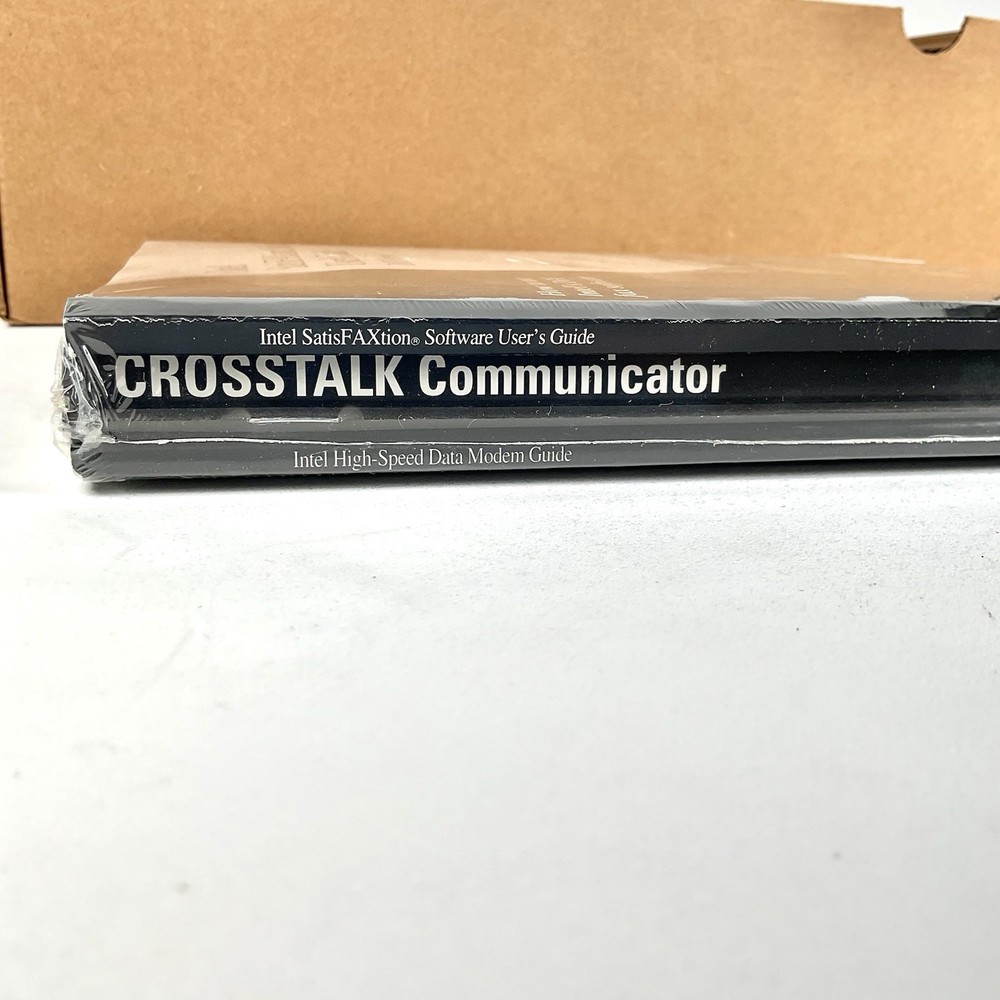 Intel SatisFAXtion® Software User's Guide
CROSSTALK Communicator
Intel High-Speed Data Modem Guide